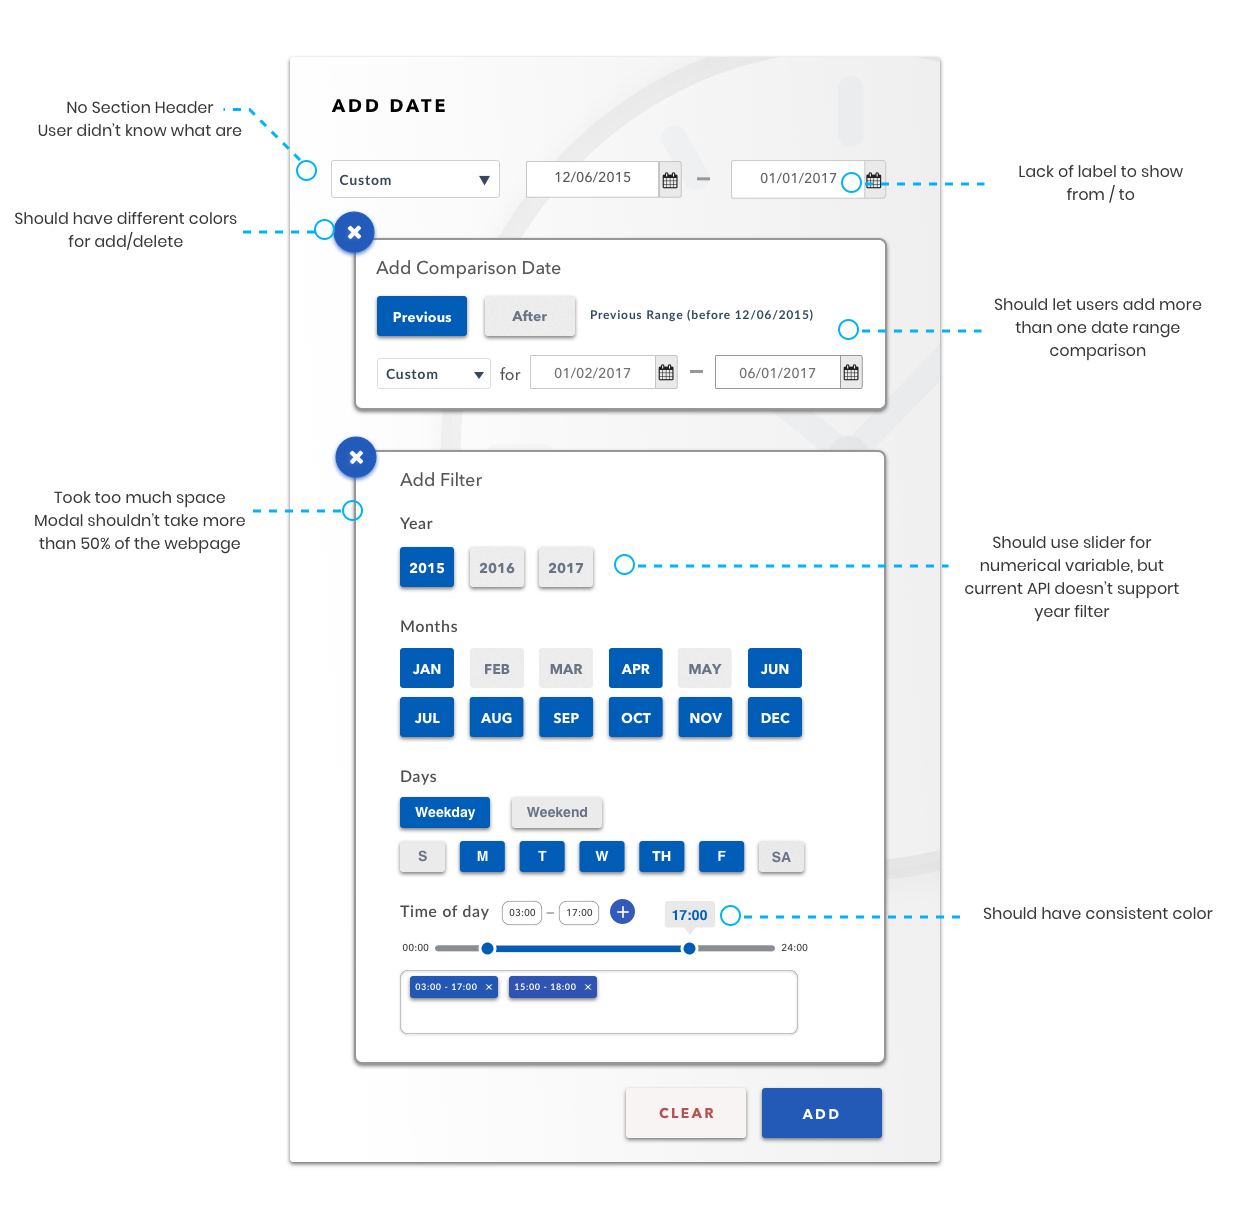 ADD DATE
No Section Header
User didn't know what are
Custom
12/06/2015
01/01/2017
Lack of label to show
from / to
Should have different colors
for add/delete
Add Comparison Date
Previous
After
Previous Range (before 12/06/2015)
Should let users add more
than one date range
comparison
Custom
for
01/02/2017
06/01/2017
Add Filter
Took too much space
Modal shouldn't take more
than 50% of the webpage
Year
2015
2016
2017
Should use slider for
numerical variable, but
current API doesn't support
year filter
Months
JAN FEB MAR APR MAY JUN
JUL AUG SEP OCT NOV DEC
Days
Weekday Weekend
S M T W TH F SA
Time of day 03:00 – 17:00 + 17:00
Should have consistent color
00:00 24:00
03:00 - 17:00 × 15:00 - 18:00 ×
CLEAR ADD